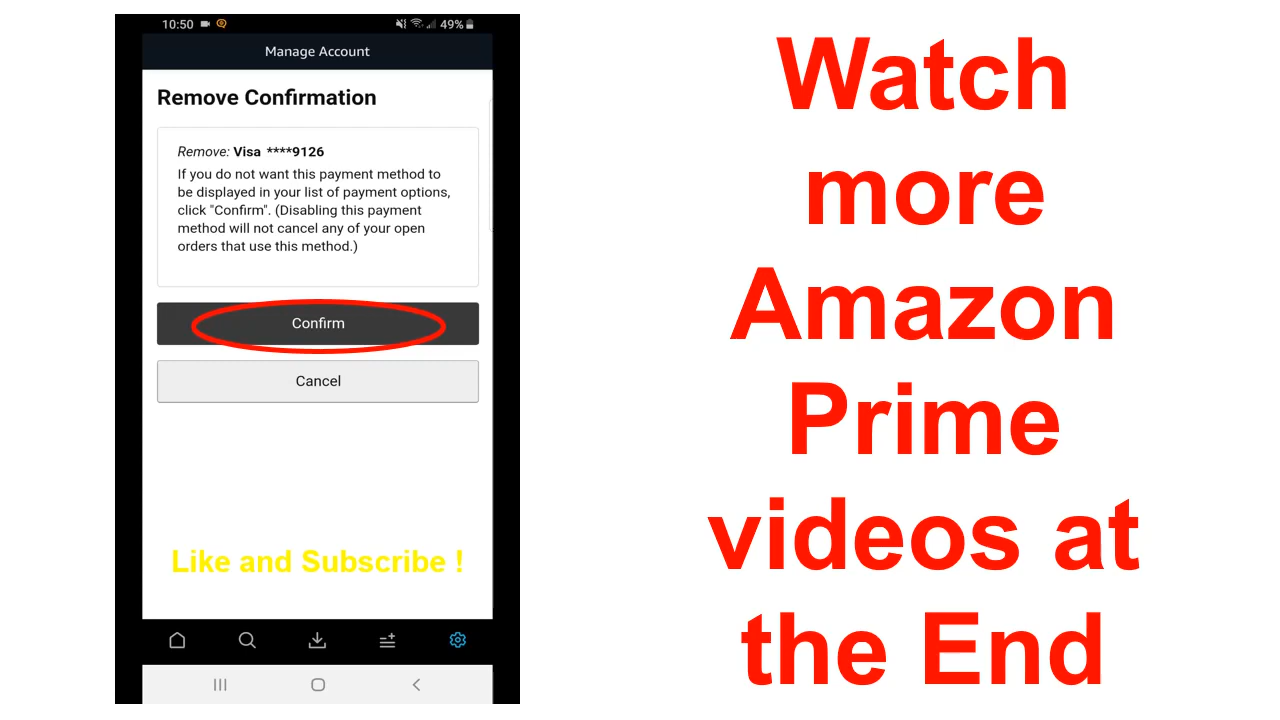 10:50
49%
Manage Account
Remove Confirmation
Remove: Visa ****9126
If you do not want this payment method to
be displayed in your list of payment options,
click "Confirm". (Disabling this payment
method will not cancel any of your open
orders that use this method.)
Confirm
Cancel
Like and Subscribe !
Watch
more
Amazon
Prime
videos at
the End